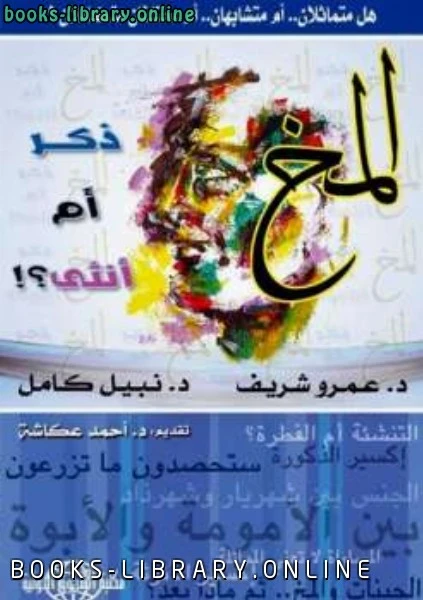 books-library.online
هل متماثلان.. أم متشابهان..
المخ
ذكر
أم
أنثى؟!
د. عمرو شريف
د. نبيل كامل
تقديم: د. أحمد عكاشة
التنشئة أم الفطرة؟
إكسير الذكورة
ستحصدون ما تزرعون
الجنس بين شهريار وشهرزاد
بين الأمومة والأبوة
BOOKS-LIBRARY.ONLINE
الجينات والمخ.. ثم ماذا بعد؟